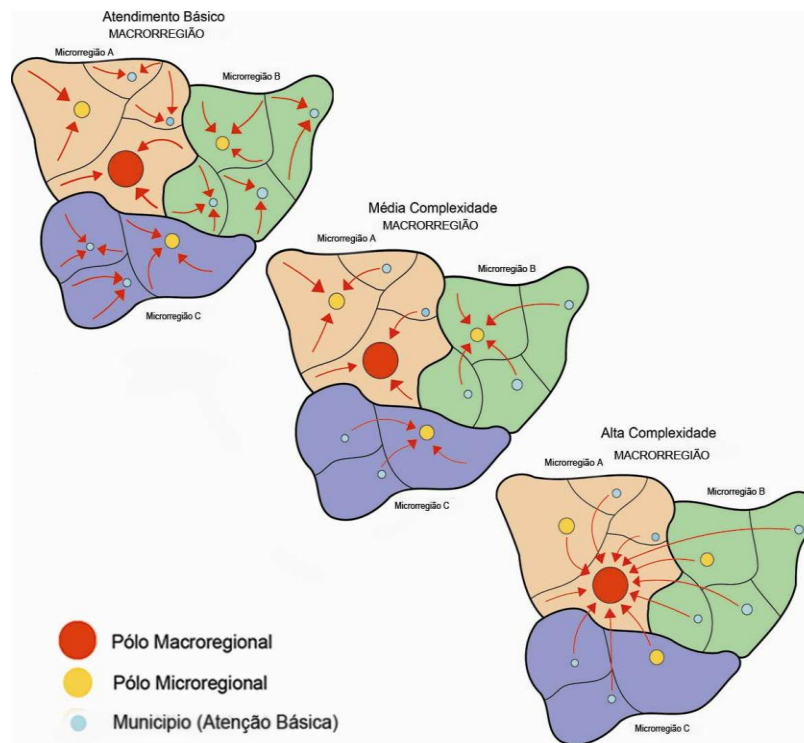 Atendimento Básico
MACRORREGIÃO
Microrregião A
Microrregião B
Microrregião C
Média Complexidade
MACRORREGIÃO
Microrregião A
Microrregião B
Microrregião C
Alta Complexidade
MACRORREGIÃO
Microrregião A
Microrregião B
Microrregião C
Pólo Macroregional
Pólo Microregional
Municipio (Atenção Básica)